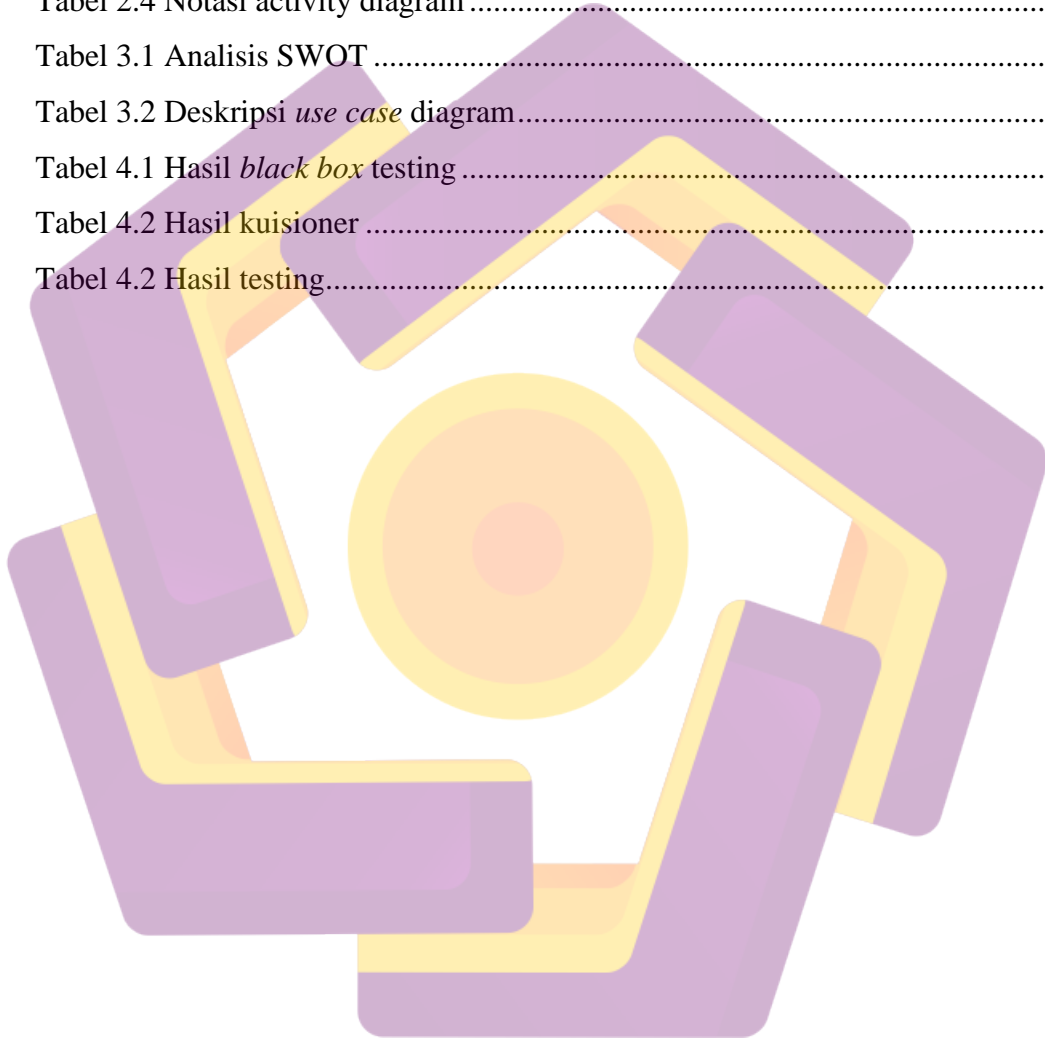 Tabel 2.4 Notasi activity diagram ................................................................
Tabel 3.1 Analisis SWOT ................................................................
Tabel 3.2 Deskripsi use case diagram ................................................................
Tabel 4.1 Hasil black box testing ................................................................
Tabel 4.2 Hasil kuisioner ................................................................
Tabel 4.2 Hasil testing ................................................................